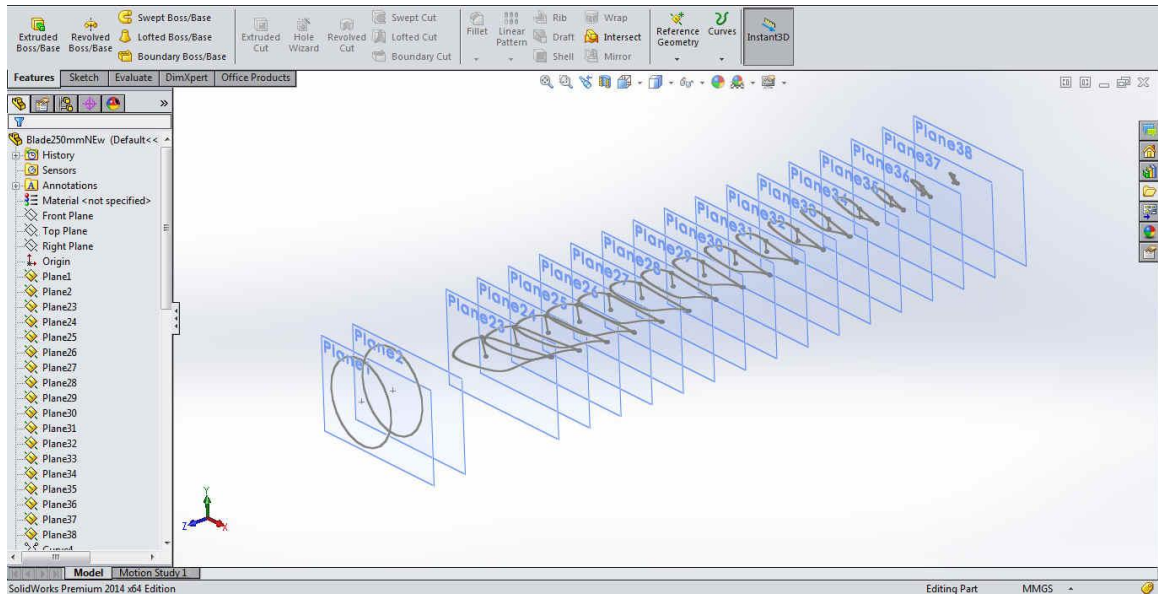 Extruded Boss/Base
Revolved Boss/Base
Swept Boss/Base
Lofted Boss/Base
Boundary Boss/Base
Extruded Cut
Hole Wizard
Revolved Cut
Swept Cut
Lofted Cut
Boundary Cut
Fillet
Linear Pattern
Rib
Draft
Shell
Wrap
Intersect
Mirror
Reference Geometry
Curves
Instant3D
Features
Sketch
Evaluate
DimXpert
Office Products
»
Blade250mmNEw (Default<<
History
Sensors
Annotations
Material <not specified>
Front Plane
Top Plane
Right Plane
Origin
Plane1
Plane2
Plane23
Plane24
Plane25
Plane26
Plane27
Plane28
Plane29
Plane30
Plane31
Plane32
Plane33
Plane34
Plane35
Plane36
Plane37
Plane38
Curve4
Plane1
Plane2
Plane23
Plane24
Plane25
Plane26
Plane27
Plane28
Plane29
Plane30
Plane31
Plane32
Plane33
Plane34
Plane35
Plane36
Plane37
Plane38
Y
Z
X
Model
Motion Study 1
SolidWorks Premium 2014 x64 Edition
Editing Part
MMGS